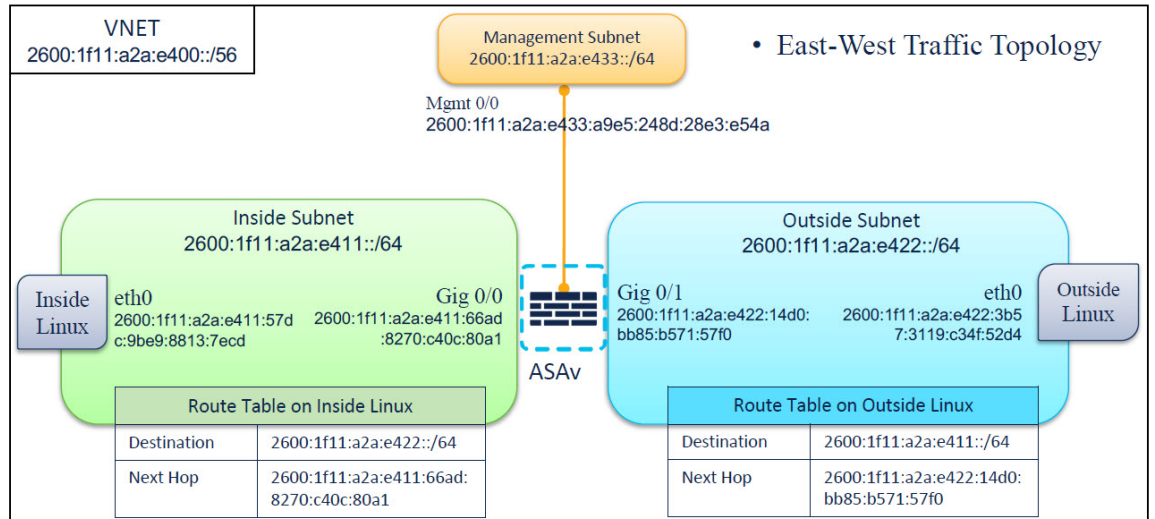 VNET
2600:1f11:a2a:e400::/56
Management Subnet
2600:1f11:a2a:e433::/64
• East-West Traffic Topology
Mgmt 0/0
2600:1f11:a2a:e433:a9e5:248d:28e3:e54a
Inside Subnet
2600:1f11:a2a:e411::/64
Inside
Linux
eth0
2600:1f11:a2a:e411:57d
c:9be9:8813:7ecd
Gig 0/0
2600:1f11:a2a:e411:66ad
:8270:c40c:80a1
ASAv
Outside Subnet
2600:1f11:a2a:e422::/64
Gig 0/1
2600:1f11:a2a:e422:14d0:
bb85:b571:57f0
eth0
2600:1f11:a2a:e422:3b5
7:3119:c34f:52d4
Outside
Linux
Route Table on Inside Linux
Destination 2600:1f11:a2a:e422::/64
Next Hop 2600:1f11:a2a:e411:66ad:
8270:c40c:80a1
Route Table on Outside Linux
Destination 2600:1f11:a2a:e411::/64
Next Hop 2600:1f11:a2a:e422:14d0:
bb85:b571:57f0